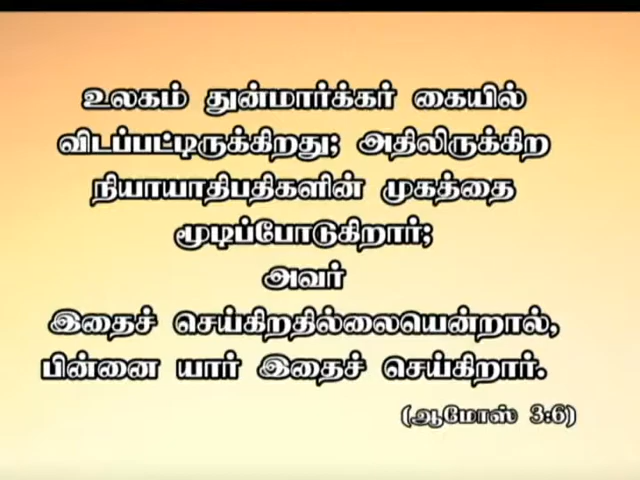 உலகம் துன்மார்க்கர் கையில்
விடப்பட்டிருக்கிறது; அதிலிருக்கிற
நியாயாதிபதிகளின் முகத்தை
மூடிப்போடுகிறார்;
அவர்
இதைச் செய்கிறதில்லையென்றால்,
பின்னை யார் இதைச் செய்கிறார்.
(ஆமோஸ் 3:6)